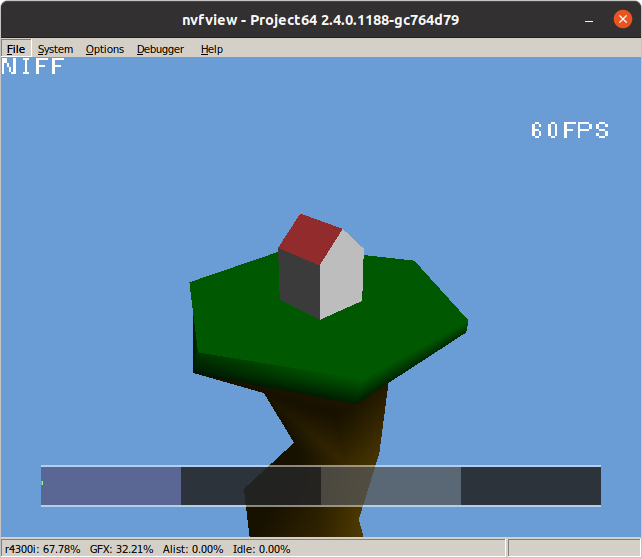 nvfview - Project64 2.4.0.1188-gc764d79
File System Options Debugger Help
NIFF
60FPS
r4300i: 67.78% GFX: 32.21% Alist: 0.00% Idle: 0.00%